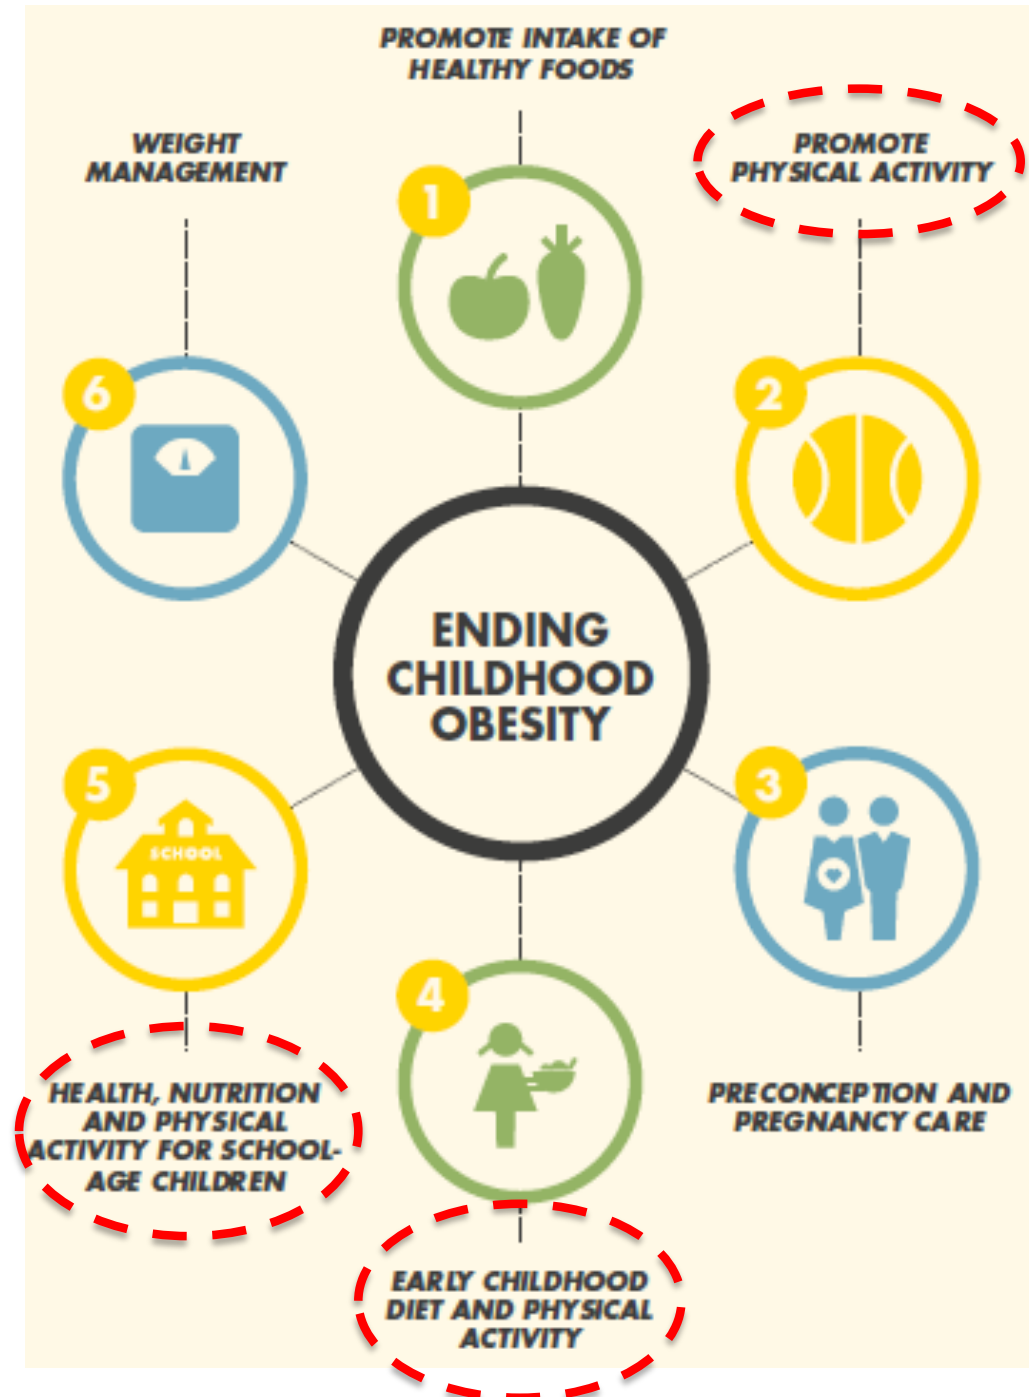 PROMOTE INTAKE OF
HEALTHY FOODS
1
PROMOTE
PHYSICAL ACTIVITY
2
PRECONCEPTION AND
PREGNANCY CARE
3
EARLY CHILDHOOD
DIET AND PHYSICAL
ACTIVITY
4
HEALTH, NUTRITION
AND PHYSICAL
ACTIVITY FOR SCHOOL-
AGE CHILDREN
5
SCHOOL
WEIGHT
MANAGEMENT
6
ENDING
CHILDHOOD
OBESITY